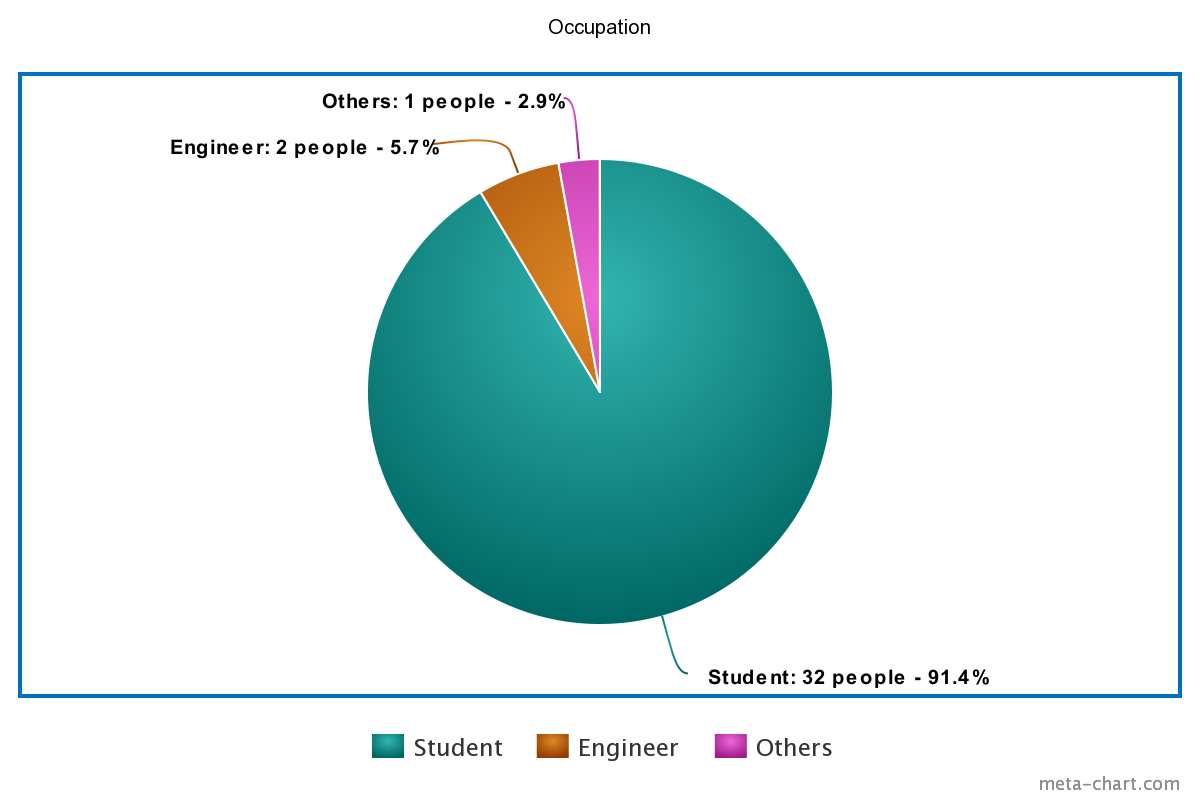 Occupation
Others: 1 people - 2.9%
Engineer: 2 people - 5.7%
Student: 32 people - 91.4%
Student Engineer Others
meta-chart.com